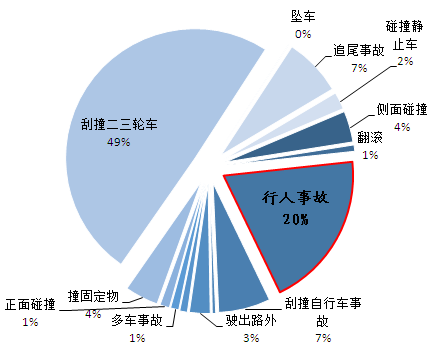 坠车
0%
追尾事故
7%
碰撞静
止车
2%
侧面碰撞
4%
翻滚
1%
行人事故
20%
刮撞自行车事
故
7%
驶出路外
3%
多车事故
1%
正面碰撞
1%
撞固定物
4%
刮撞二三轮车
49%